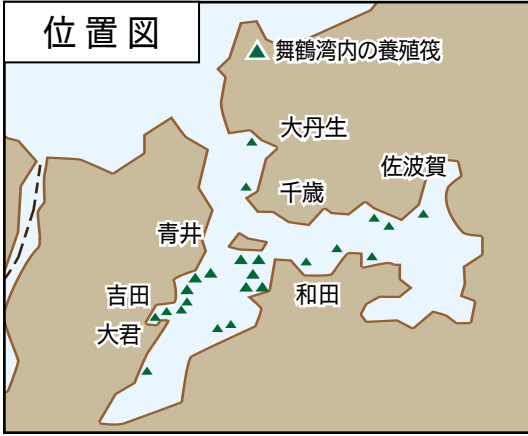 位置図
舞鶴湾内の養殖筏
大丹生
佐波賀
千歳
青井
吉田
和田
大君